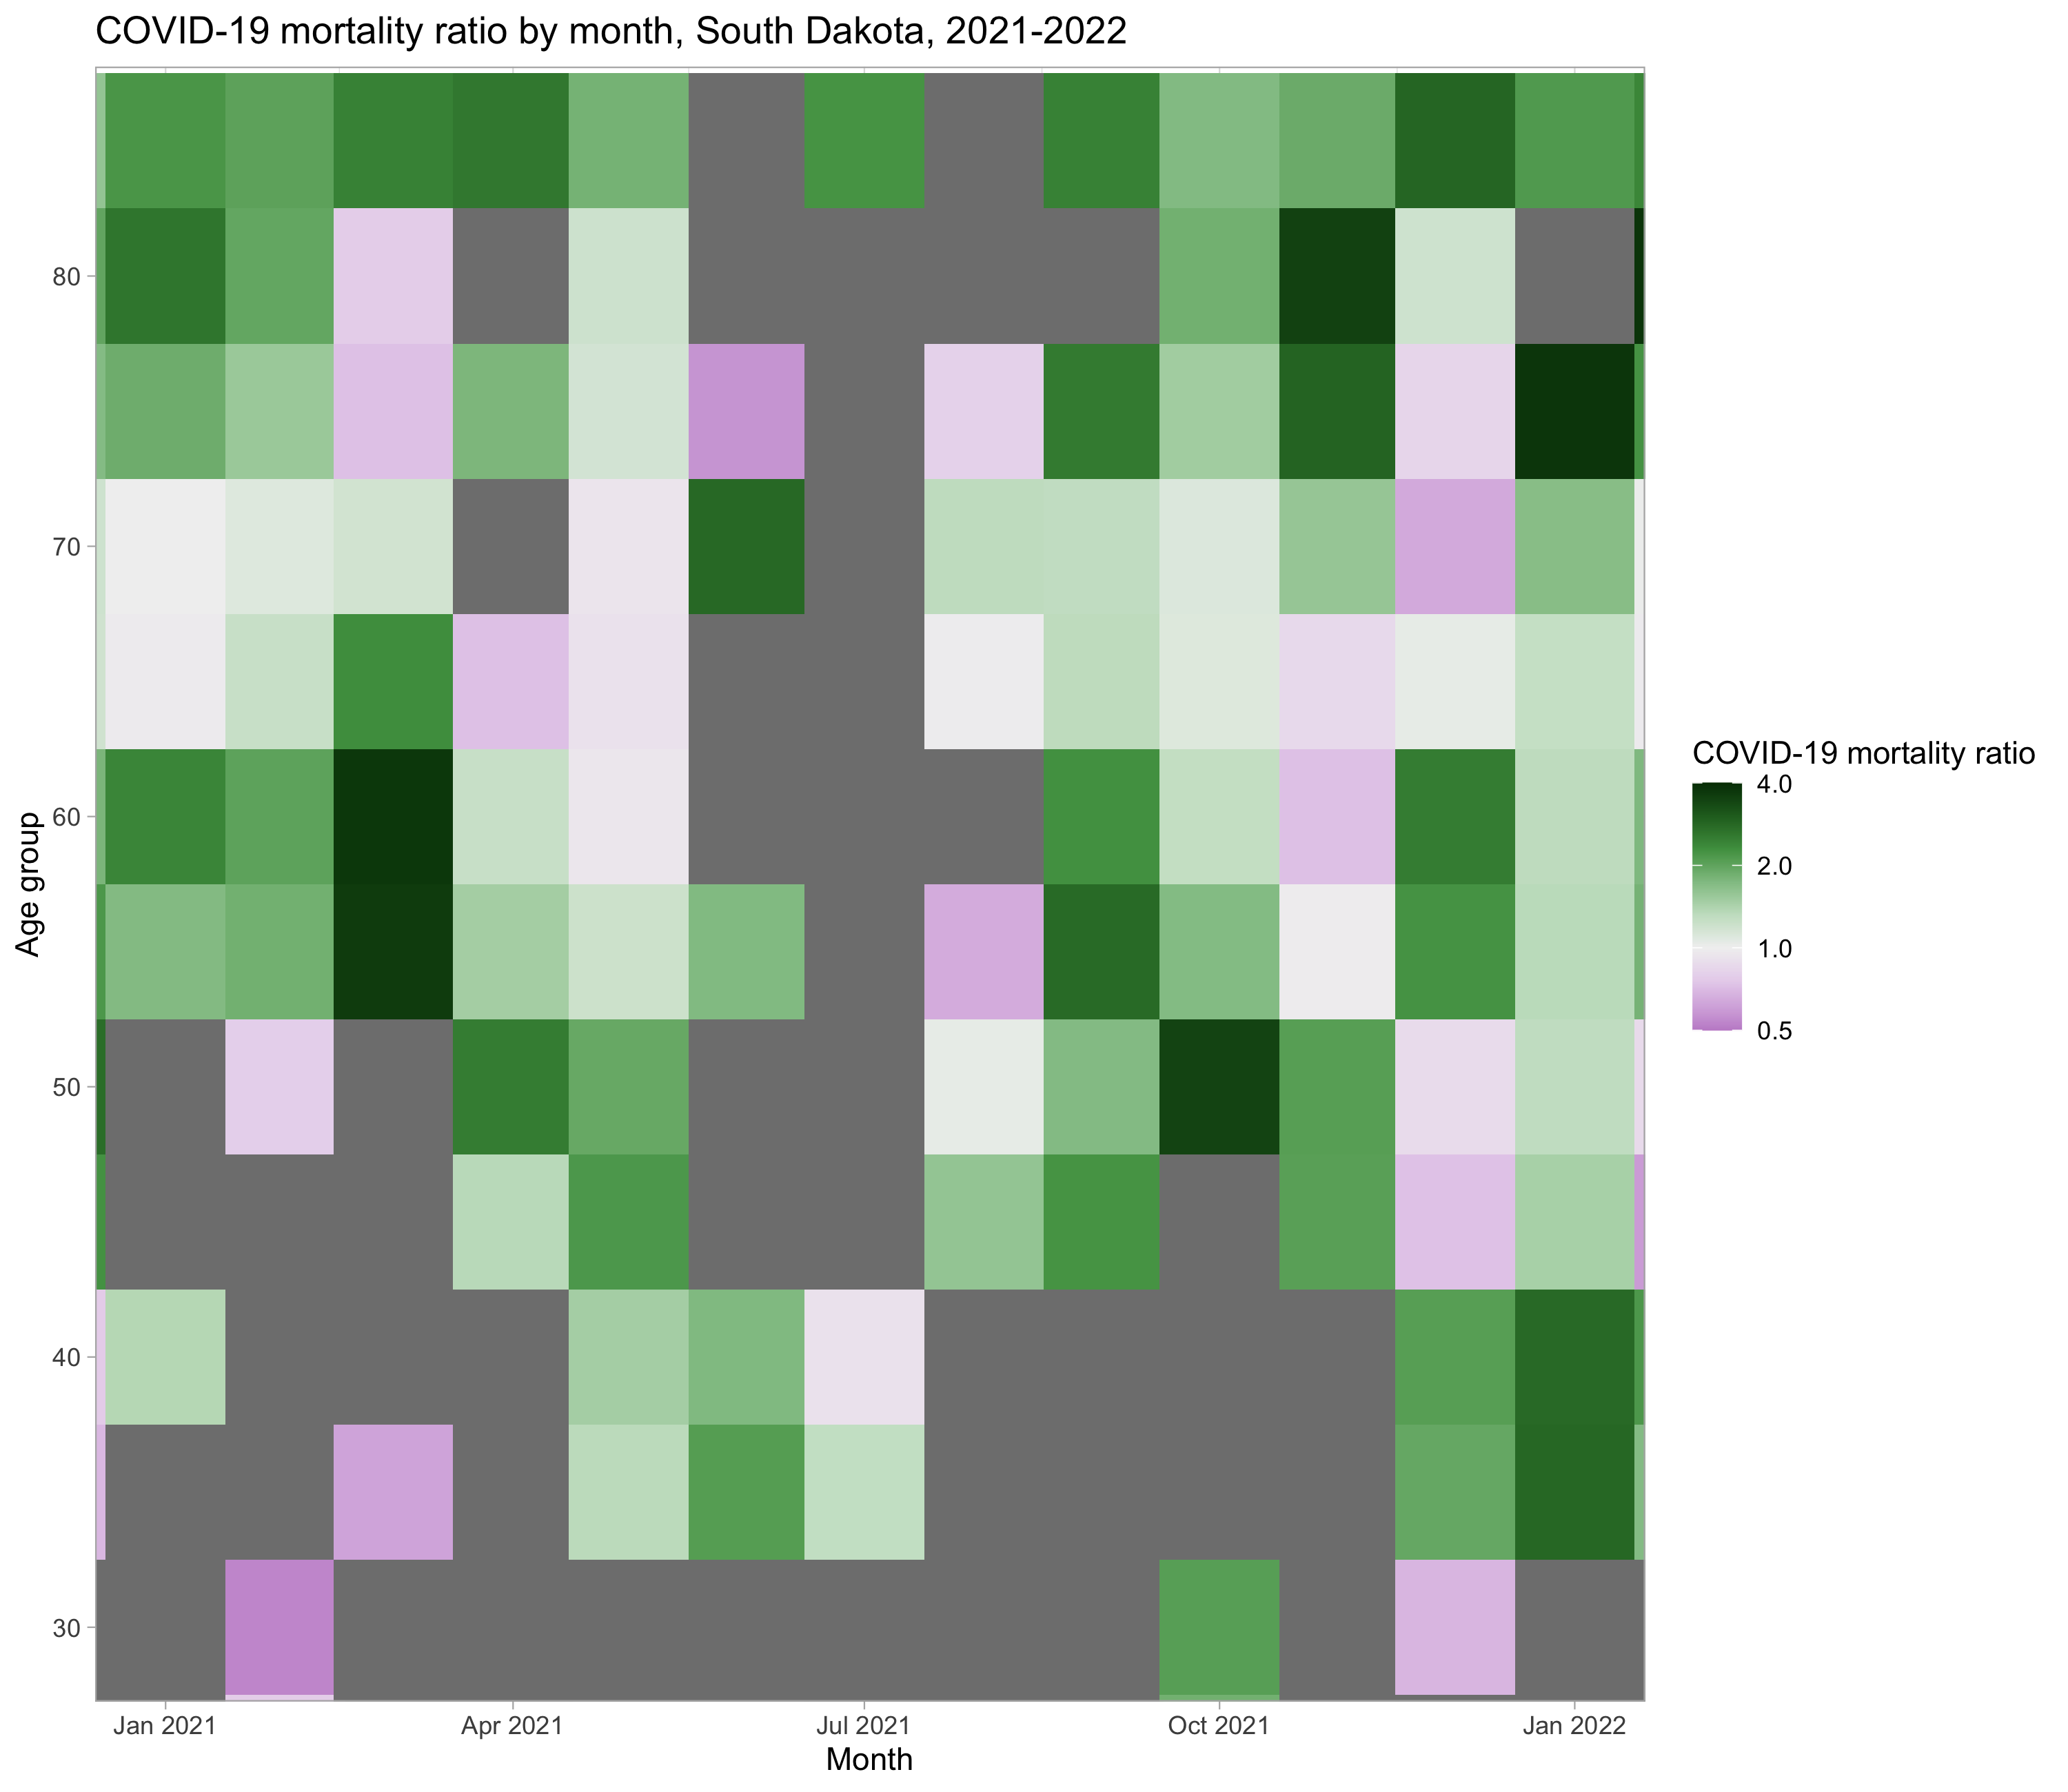 COVID-19 mortality ratio by month, South Dakota, 2021-2022
80
70
60
50
40
30
Age group
Jan 2021
Apr 2021
Jul 2021
Oct 2021
Jan 2022
Month
COVID-19 mortality ratio
4.0
2.0
1.0
0.5